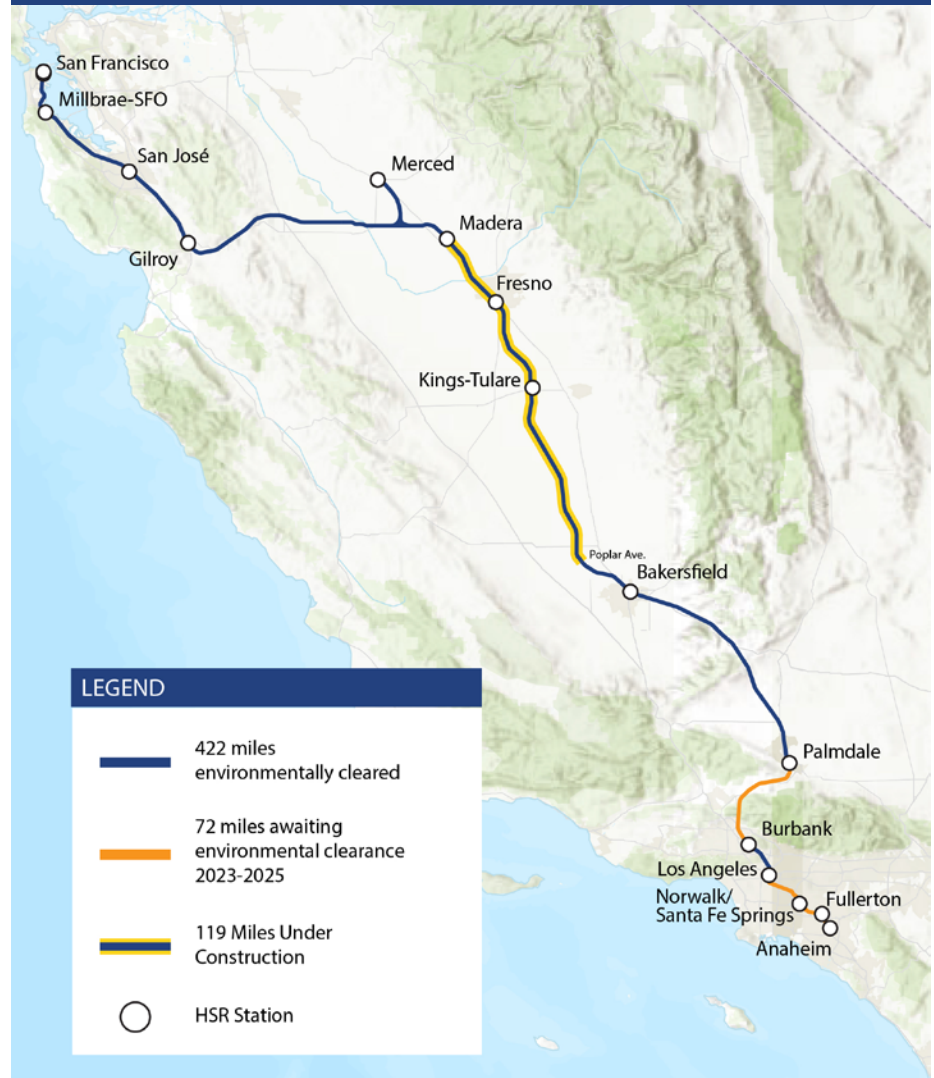 San Francisco
Millbrae-SFO
San José
Merced
Gilroy
Madera
Fresno
Kings-Tulare
Poplar Ave.
Bakersfield
Palmdale
Burbank
Los Angeles
Norwalk/
Santa Fe Springs
Fullerton
Anaheim
LEGEND
422 miles
environmentally cleared
72 miles awaiting
environmental clearance
2023-2025
119 Miles Under
Construction
HSR Station